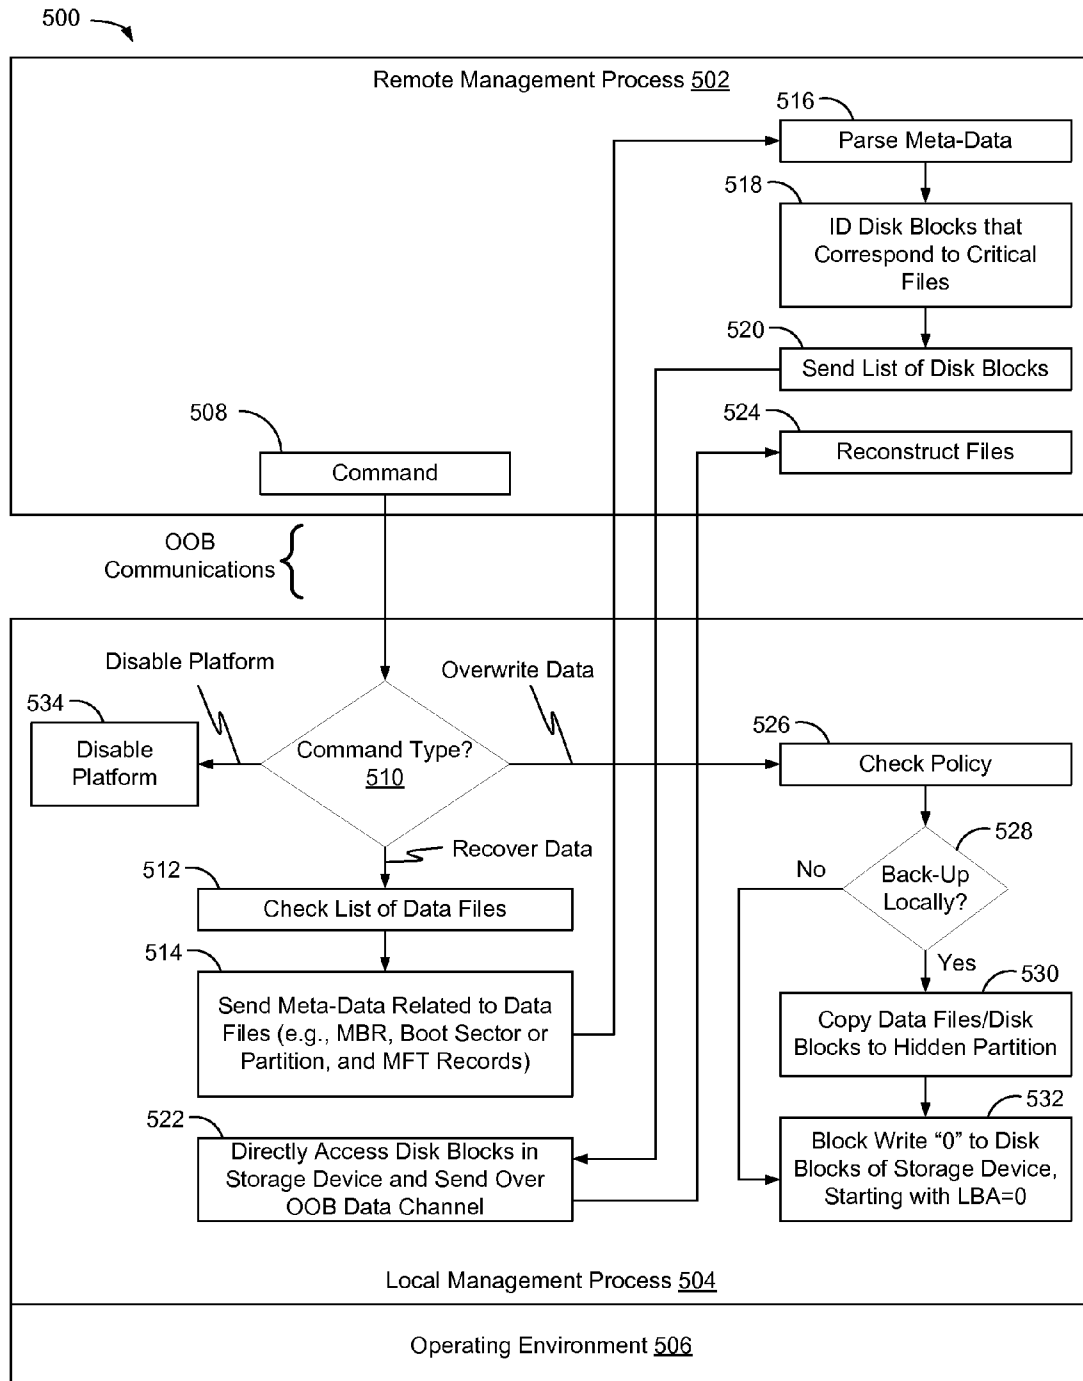 500
Remote Management Process 502
516
Parse Meta-Data
518
ID Disk Blocks that
Correspond to Critical
Files
520
Send List of Disk Blocks
508
524
Command
Reconstruct Files
OOB
Communications
Disable Platform
Overwrite Data
534
Disable
Platform
Command Type?
510
526
Check Policy
Recover Data
528
No
Back-Up
Locally?
Yes
512
Check List of Data Files
514
Send Meta-Data Related to Data
Files (e.g., MBR, Boot Sector or
Partition, and MFT Records)
530
Copy Data Files/Disk
Blocks to Hidden Partition
522
Directly Access Disk Blocks in
Storage Device and Send Over
OOB Data Channel
532
Block Write “0” to Disk
Blocks of Storage Device,
Starting with LBA=0
Local Management Process 504
Operating Environment 506